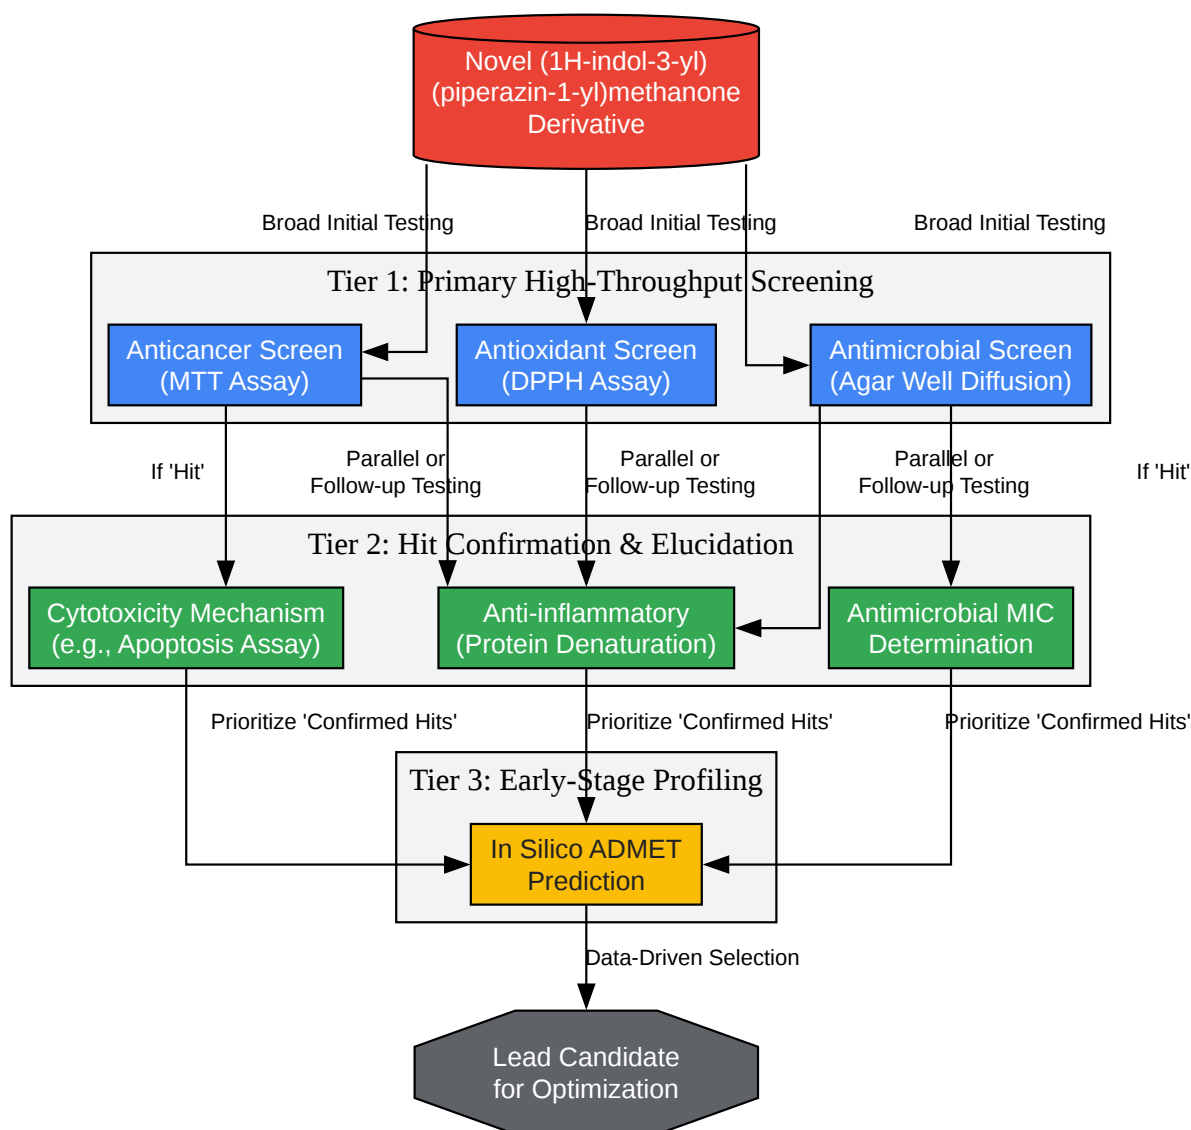 Novel (1H-indol-3-yl)
(piperazin-1-yl)methanone
Derivative
Broad Initial Testing
Broad Initial Testing
Broad Initial Testing
Tier 1: Primary High-Throughput Screening
Anticancer Screen
(MTT Assay)
Antioxidant Screen
(DPPH Assay)
Antimicrobial Screen
(Agar Well Diffusion)
If 'Hit'
Parallel or
Follow-up Testing
Parallel or
Follow-up Testing
Parallel or
Follow-up Testing
If 'Hit'
Tier 2: Hit Confirmation & Elucidation
Cytotoxicity Mechanism
(e.g., Apoptosis Assay)
Anti-inflammatory
(Protein Denaturation)
Antimicrobial MIC
Determination
Prioritize 'Confirmed Hits'
Prioritize 'Confirmed Hits'
Prioritize 'Confirmed Hits'
Tier 3: Early-Stage Profiling
In Silico ADMET
Prediction
Data-Driven Selection
Lead Candidate
for Optimization